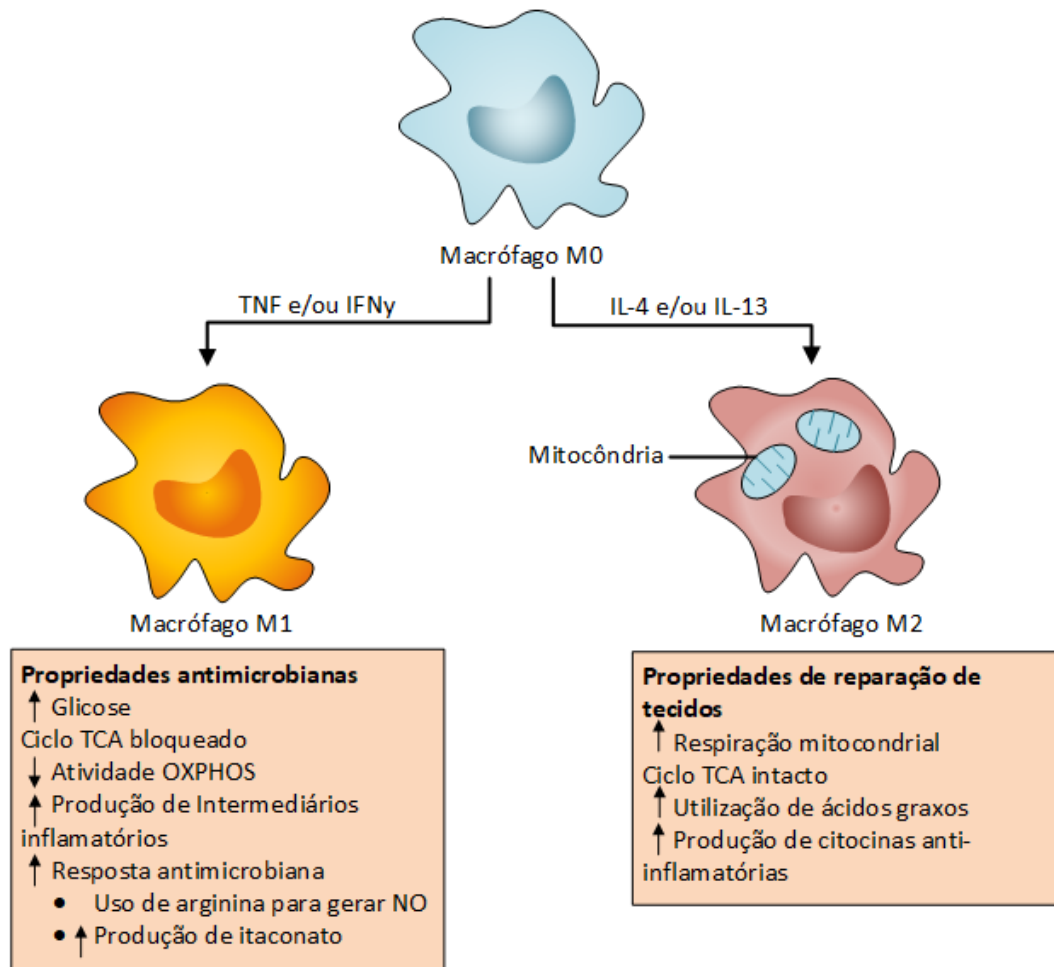 Macrófago M0
TNF e/ou IFNy
IL-4 e/ou IL-13
Mitocôndria
Macrófago M1
Macrófago M2
Propriedades antimicrobianas
↑ Glicose
Ciclo TCA bloqueado
↓ Atividade OXPHOS
↑ Produção de Intermediários
inflamatórios
↑ Resposta antimicrobiana
• Uso de arginina para gerar NO
• ↑ Produção de itaconato
Propriedades de reparação de
tecidos
↑ Respiração mitocondrial
Ciclo TCA intacto
↑ Utilização de ácidos graxos
↑ Produção de citocinas anti-
inflamatórias